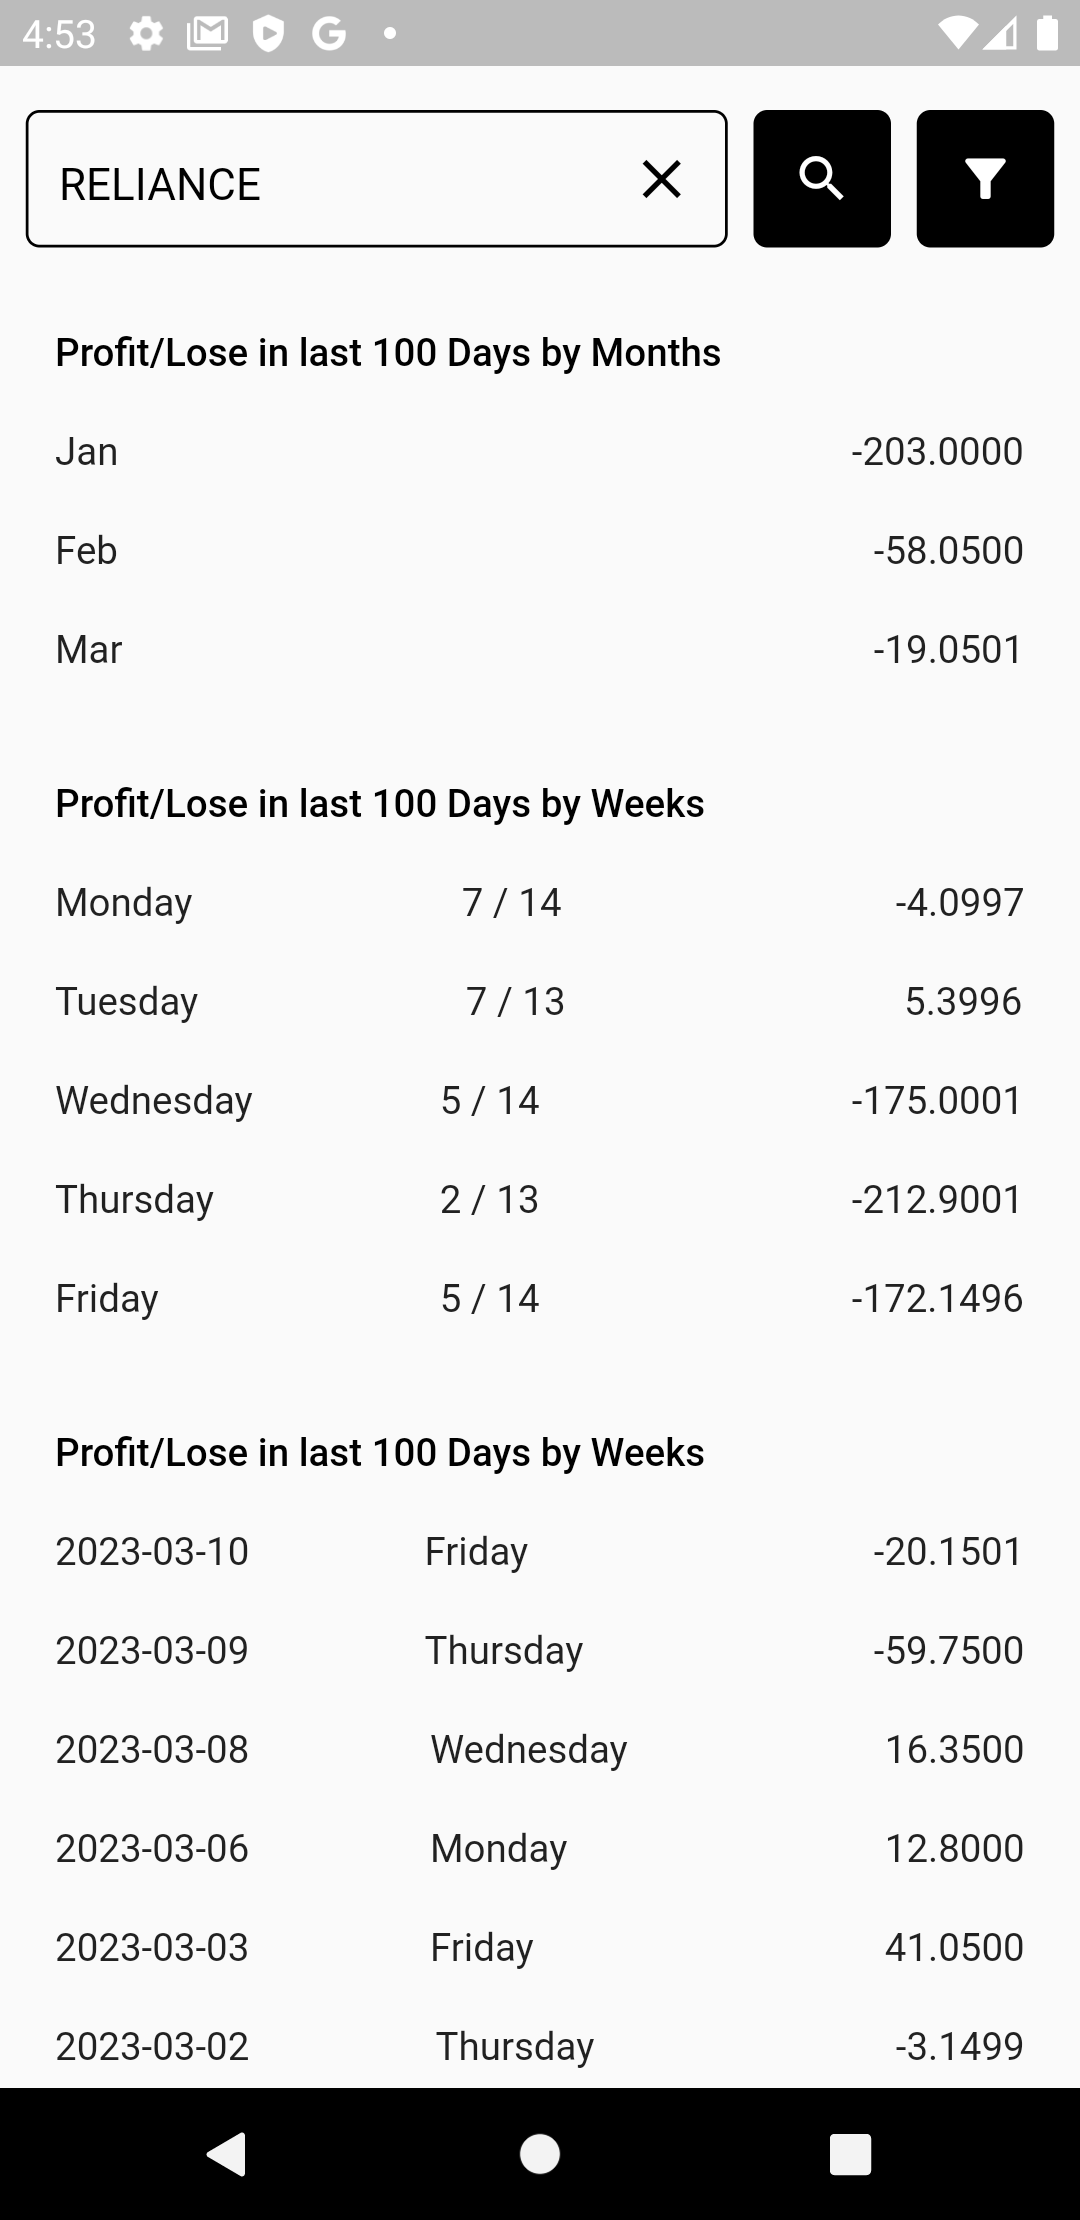 4:53
RELIANCE
Profit/Lose in last 100 Days by Months
Jan -203.0000
Feb -58.0500
Mar -19.0501
Profit/Lose in last 100 Days by Weeks
Monday 7 / 14 -4.0997
Tuesday 7 / 13 5.3996
Wednesday 5 / 14 -175.0001
Thursday 2 / 13 -212.9001
Friday 5 / 14 -172.1496
Profit/Lose in last 100 Days by Weeks
2023-03-10 Friday -20.1501
2023-03-09 Thursday -59.7500
2023-03-08 Wednesday 16.3500
2023-03-06 Monday 12.8000
2023-03-03 Friday 41.0500
2023-03-02 Thursday -3.1499